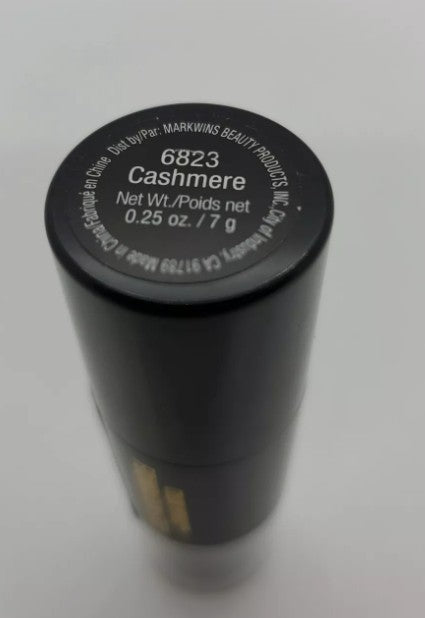 Dist by/Par: MARKWINS BEAUTY PRODUCTS, INC, City of Industry, CA 91789 Made in China/Fabriqué en Chine
6823
Cashmere
Net Wt./Poids net
0.25 oz. / 7 g